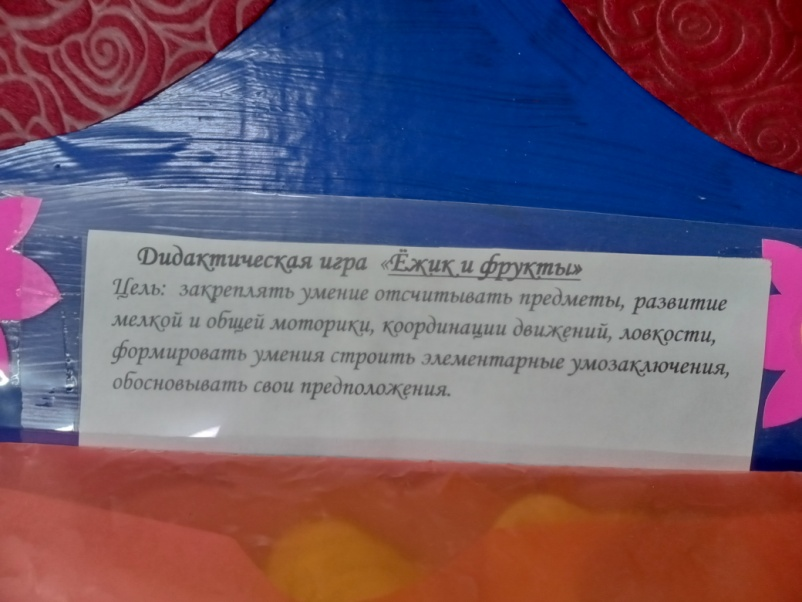 Дидактическая игра «Ёжик и фрукты»
Цель: закреплять умение отсчитывать предметы, развитие
мелкой и общей моторики, координации движений, ловкости,
формировать умения строить элементарные умозаключения,
обосновывать свои предположения.